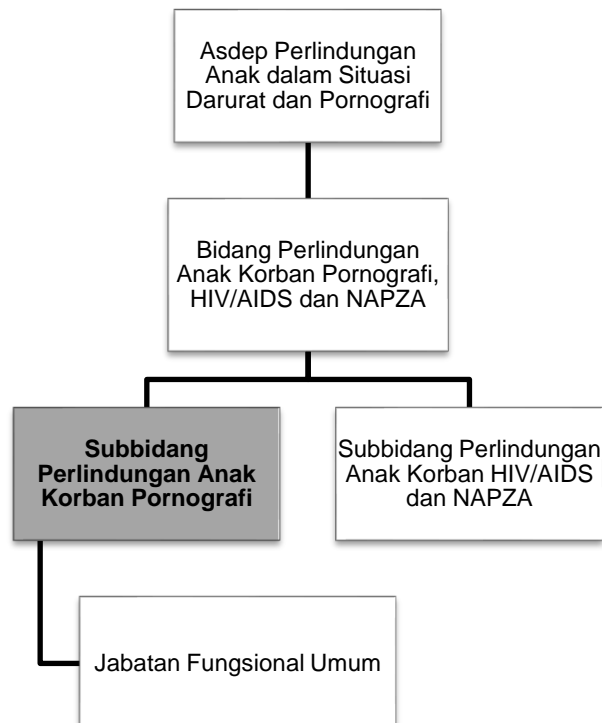 Asdep Perlindungan
Anak dalam Situasi
Darurat dan Pornografi
Bidang Perlindungan
Anak Korban Pornografi,
HIV/AIDS dan NAPZA
Subbidang
Perlindungan Anak
Korban Pornografi
Subbidang Perlindungan
Anak Korban HIV/AIDS
dan NAPZA
Jabatan Fungsional Umum